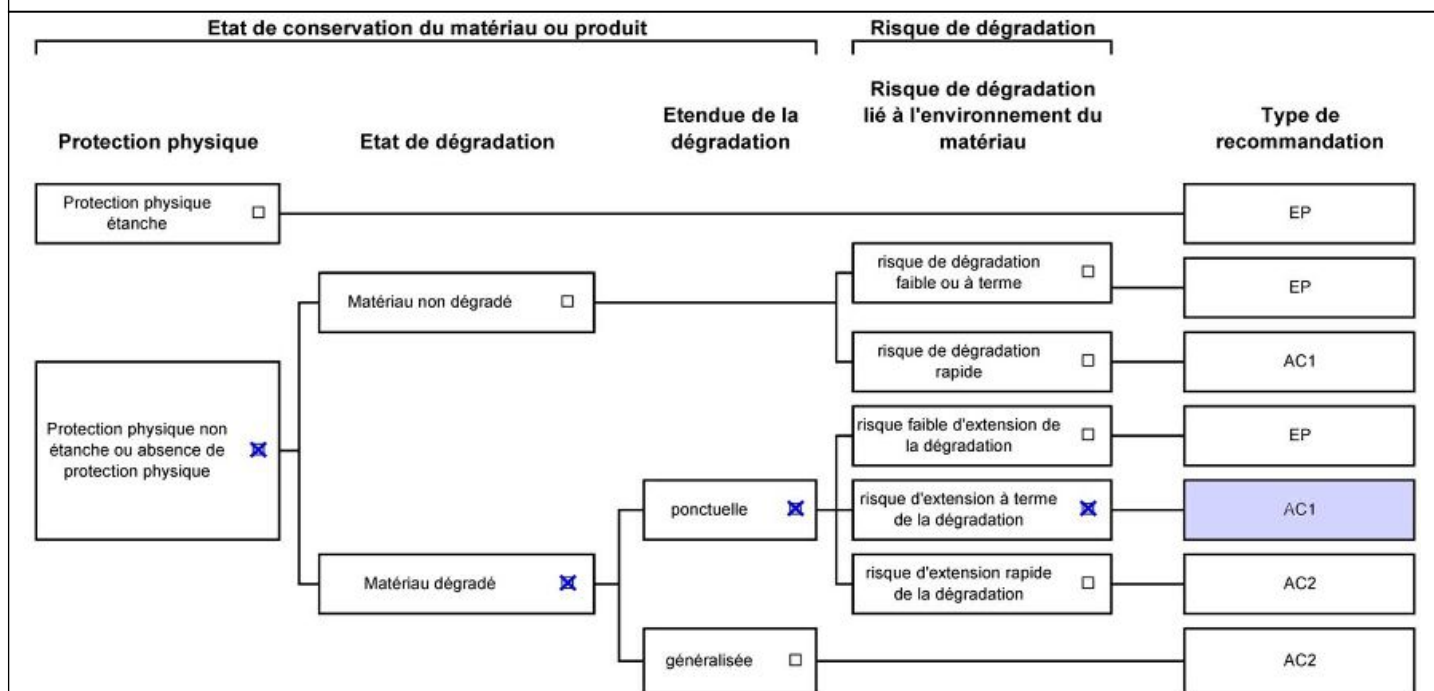 Etat de conservation du matériau ou produit
Risque de dégradation
Protection physique
Etat de dégradation
Etendue de la
dégradation
Risque de dégradation
lié à l'environnement du
matériau
Type de
recommandation
Protection physique
étanche
EP
Matériau non dégradé
risque de dégradation
faible ou à terme
EP
risque de dégradation
rapide
AC1
Protection physique non
étanche ou absence de
protection physique
risque faible d'extension de
la dégradation
EP
ponctuelle
risque d'extension à terme
de la dégradation
AC1
Matériau dégradé
risque d'extension rapide
de la dégradation
AC2
généralisée
AC2